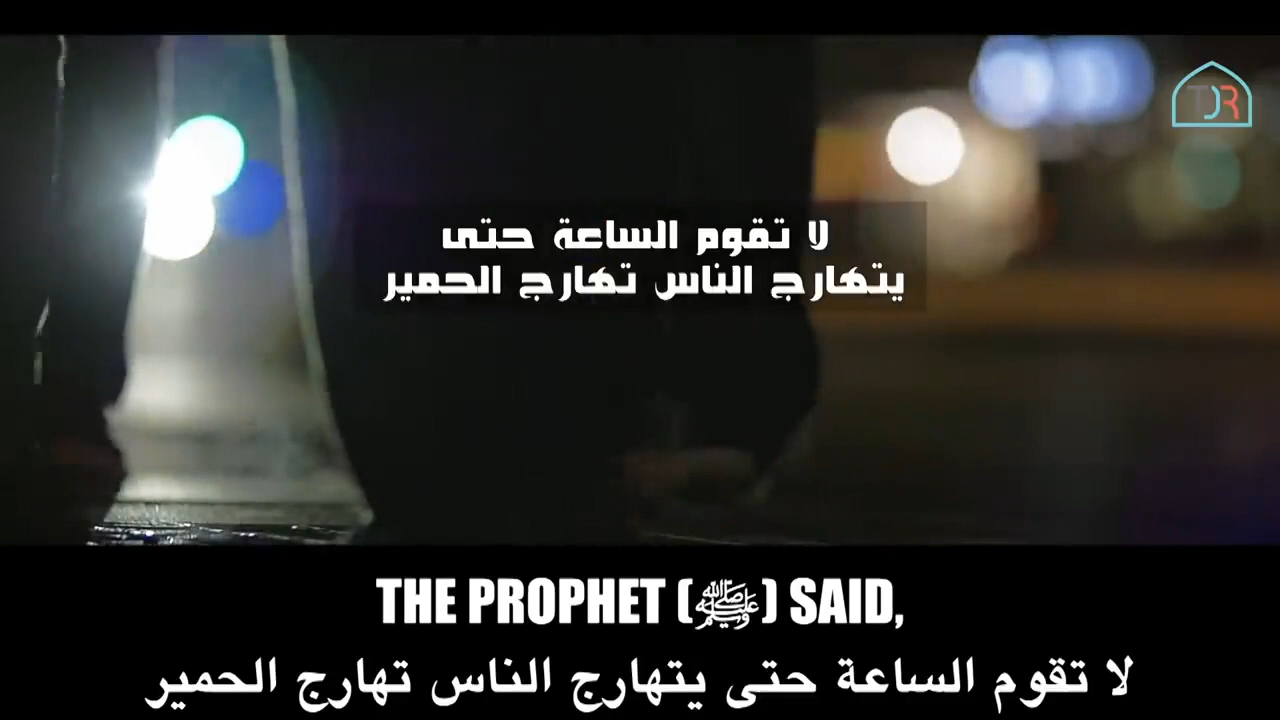 TDR
لا تقوم الساعة حتى
يتهارج الناس تهارج الحمير
THE PROPHET (ﷺ) SAID,
لا تقوم الساعة حتى يتهارج الناس تهارج الحمير